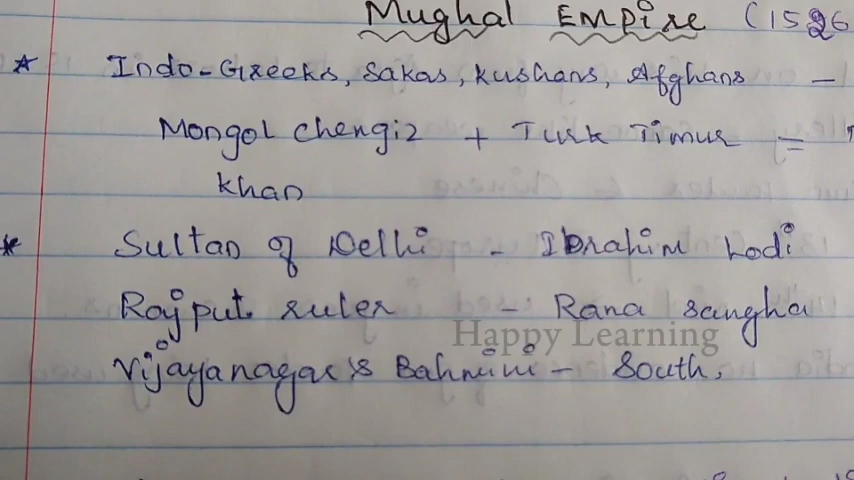 Mughal Empire (1526
* Indo-Greeks, Sakas, Kushans, Afghans –
Mongol Chengiz + Turk Timur =
Khan
* Sultan of Delhi - Ibrahim Lodi
Rajput ruler - Rana Sangha
Happy Learning
Vijayanagar & Bahmini - South,